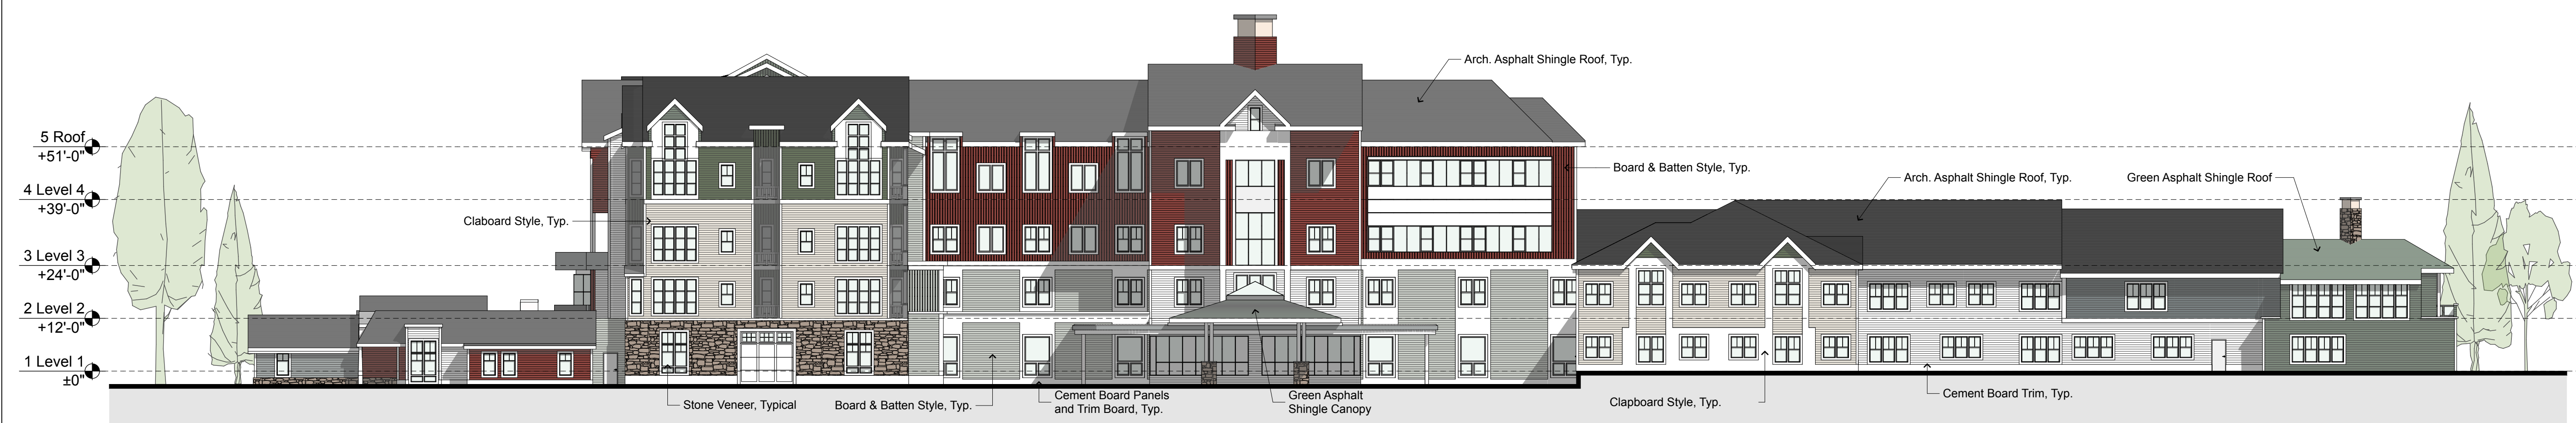 5 Roof
+51'-0"
4 Level 4
+39'-0"
3 Level 3
+24'-0"
2 Level 2
+12'-0"
1 Level 1
±0"
Claboard Style, Typ.
Arch. Asphalt Shingle Roof, Typ.
Board & Batten Style, Typ.
Arch. Asphalt Shingle Roof, Typ.
Green Asphalt Shingle Roof
Stone Veneer, Typical
Board & Batten Style, Typ.
Cement Board Panels
and Trim Board, Typ.
Green Asphalt
Shingle Canopy
Clapboard Style, Typ.
Cement Board Trim, Typ.